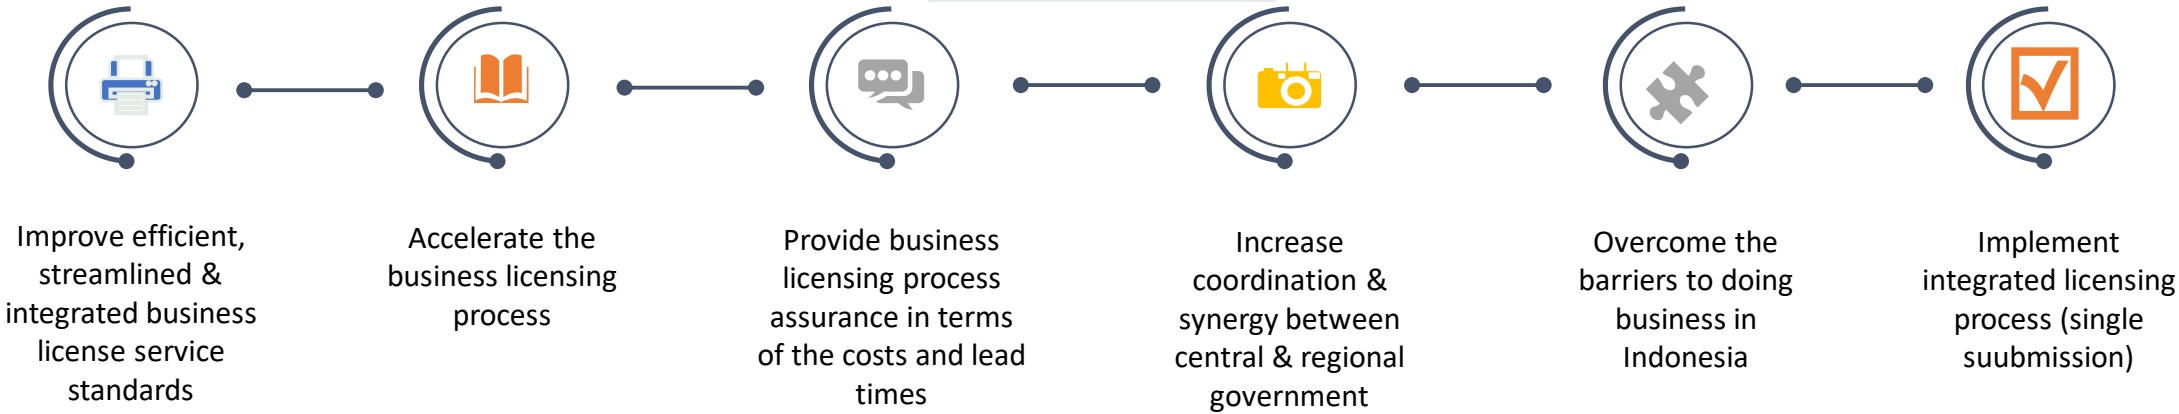 Improve efficient,
streamlined &
integrated business
license service
standards
Accelerate the
business licensing
process
Provide business
licensing process
assurance in terms
of the costs and lead
times
Increase
coordination &
synergy between
central & regional
government
Overcome the
barriers to doing
business in
Indonesia
Implement
integrated licensing
process (single
suubmission)